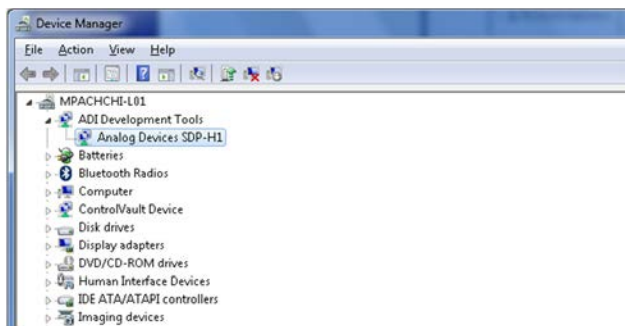 Device Manager
File Action View Help
MPACHCHI-L01
ADI Development Tools
Analog Devices SDP-H1
Batteries
Bluetooth Radios
Computer
ControlVault Device
Disk drives
Display adapters
DVD/CD-ROM drives
Human Interface Devices
IDE ATA/ATAPI controllers
Imaging devices